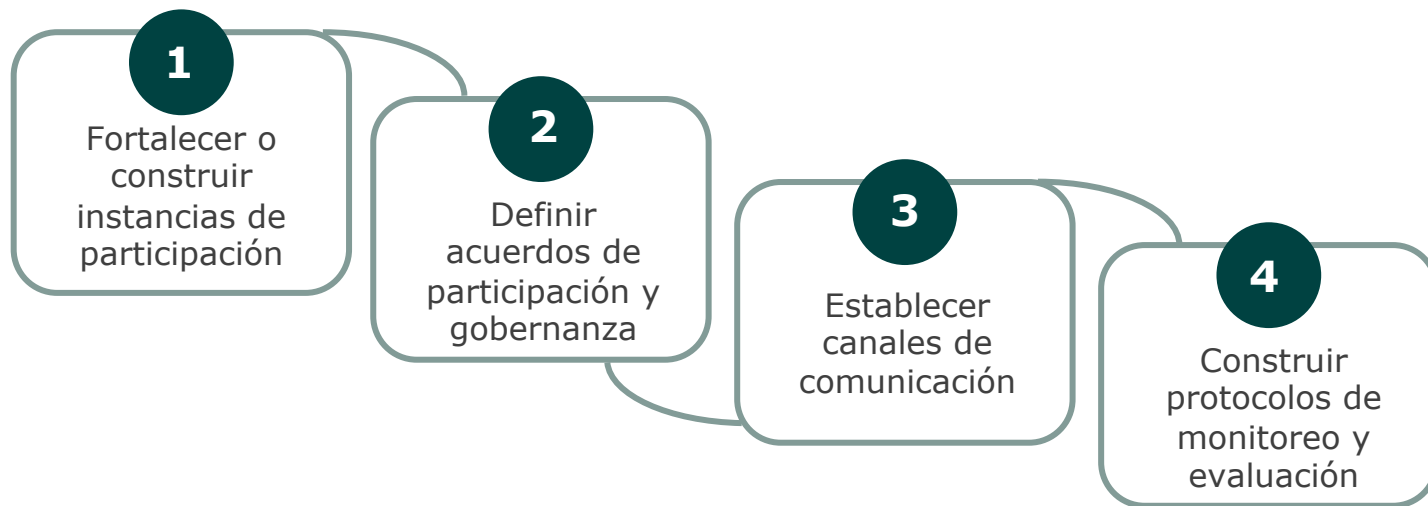 1
Fortalecer o
construir
instancias de
participación
2
Definir
acuerdos de
participación y
gobernanza
3
Establecer
canales de
comunicación
4
Construir
protocolos de
monitoreo y
evaluación